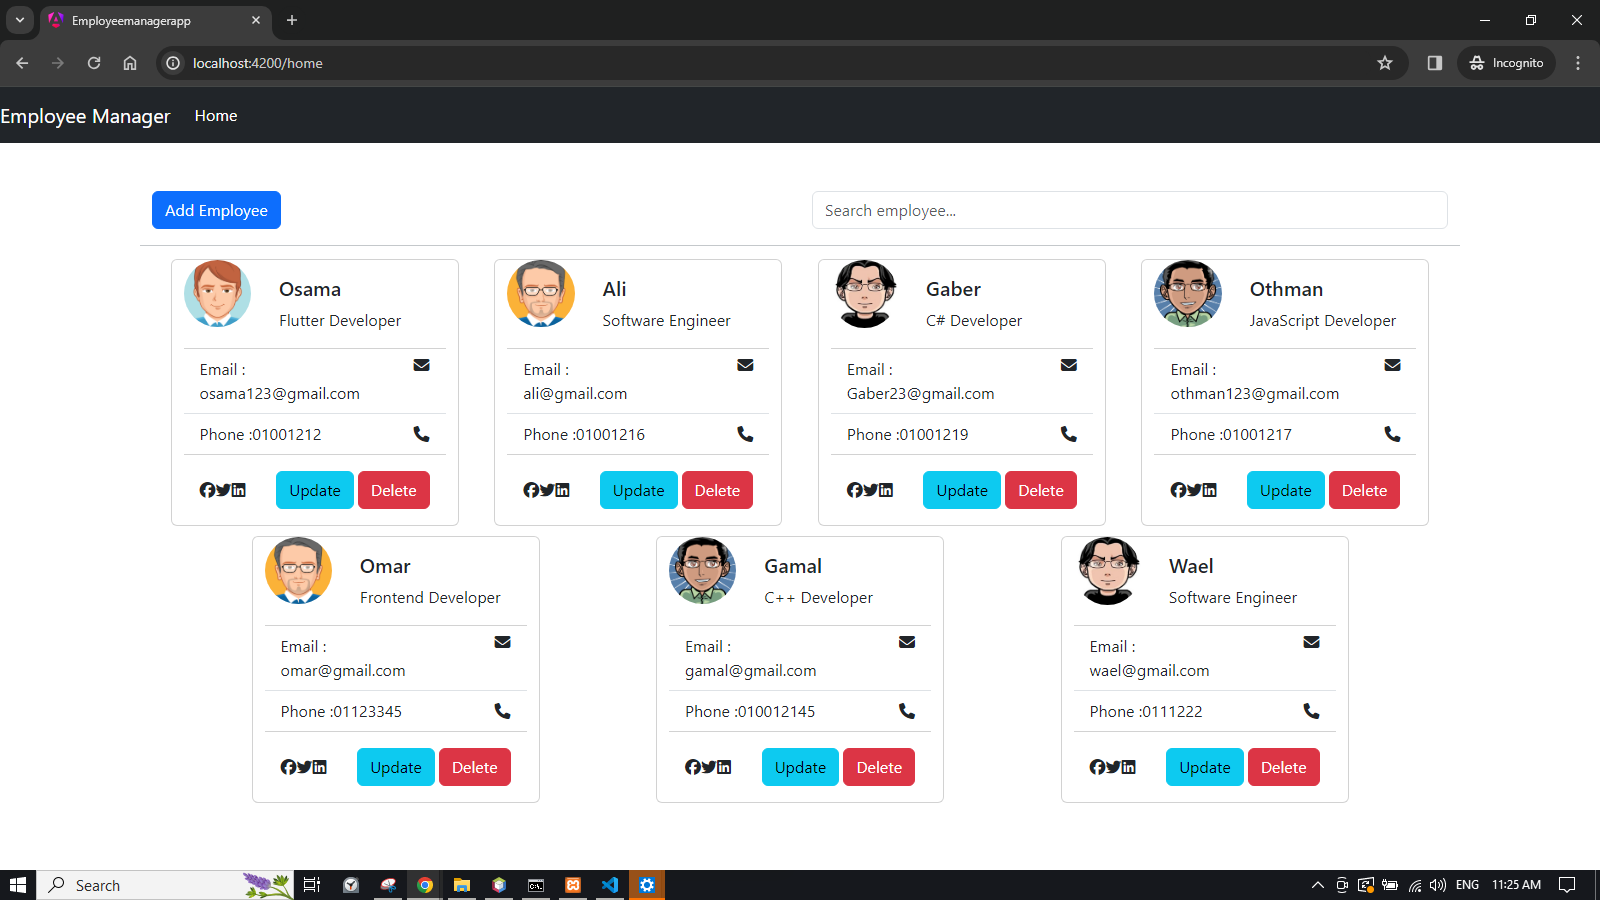 Employeemanagerapp
localhost:4200/home
Incognito
Employee Manager Home
Add Employee
Search employee...
Osama
Flutter Developer
Email :
osama123@gmail.com
Phone :01001212
Update Delete
Ali
Software Engineer
Email :
ali@gmail.com
Phone :01001216
Update Delete
Gaber
C# Developer
Email :
Gaber23@gmail.com
Phone :01001219
Update Delete
Othman
JavaScript Developer
Email :
othman123@gmail.com
Phone :01001217
Update Delete
Omar
Frontend Developer
Email :
omar@gmail.com
Phone :01123345
Update Delete
Gamal
C++ Developer
Email :
gamal@gmail.com
Phone :010012145
Update Delete
Wael
Software Engineer
Email :
wael@gmail.com
Phone :0111222
Update Delete
Search
ENG 11:25 AM